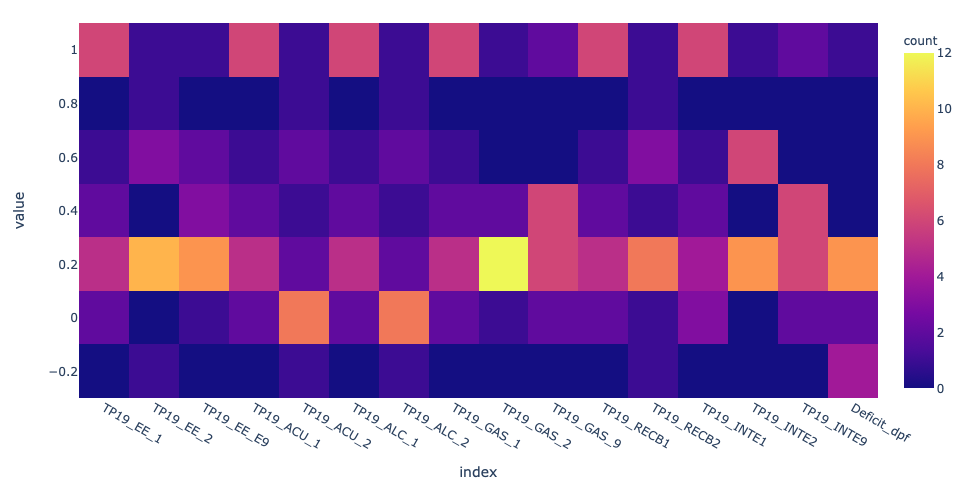 count
1
0.8
0.6
0.4
0.2
0
−0.2
value
12
10
8
6
4
2
0
TP19_EE_1
TP19_EE_2
TP19_EE_E9
TP19_ACU_1
TP19_ACU_2
TP19_ALC_1
TP19_ALC_2
TP19_GAS_1
TP19_GAS_2
TP19_GAS_9
TP19_RECB1
TP19_RECB2
TP19_INTE1
TP19_INTE2
TP19_INTE9
Deficit_dpf
index